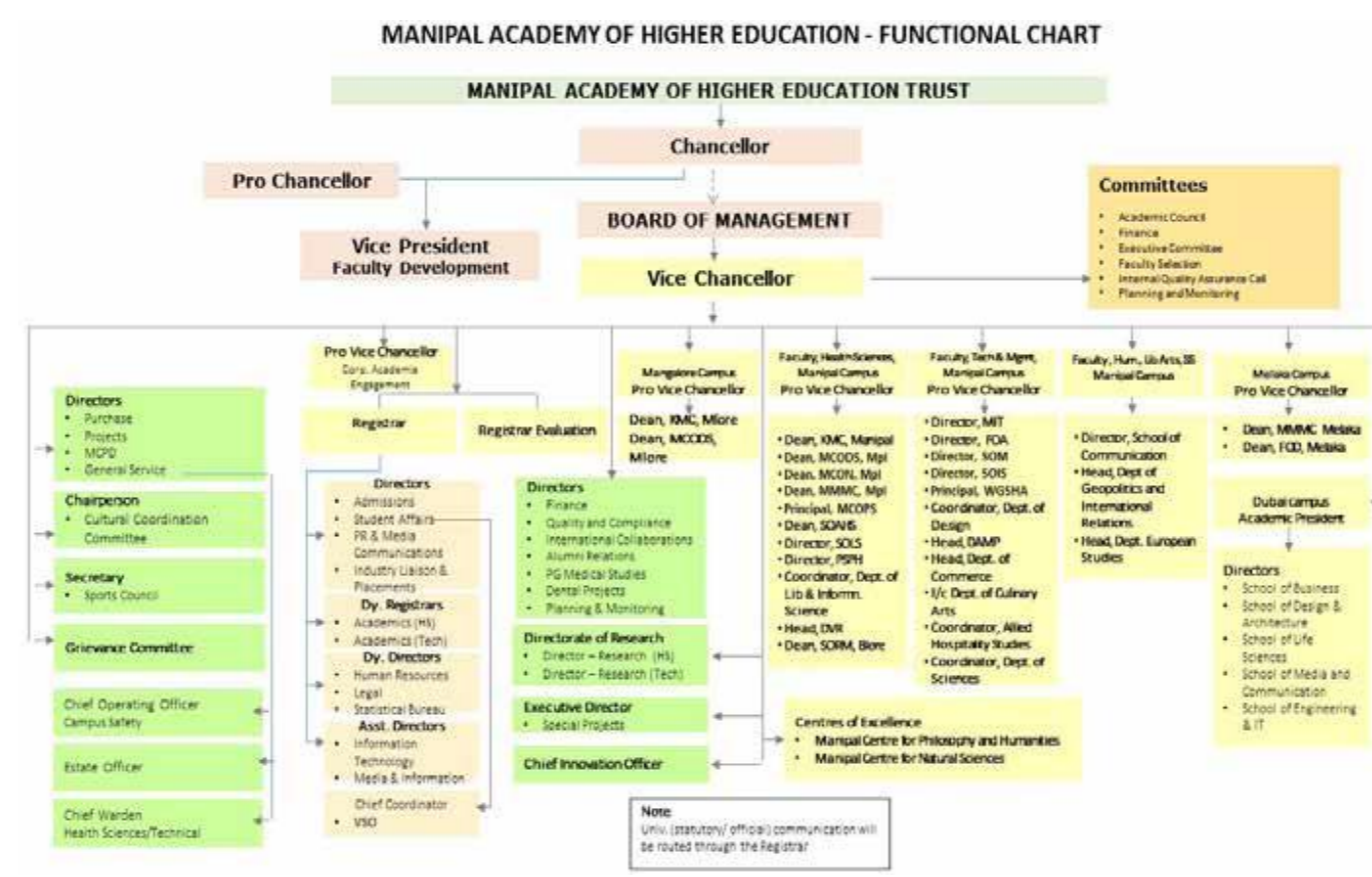 MANIPAL ACADEMY OF HIGHER EDUCATION - FUNCTIONAL CHART
MANIPAL ACADEMY OF HIGHER EDUCATION TRUST
Chancellor
Pro Chancellor
BOARD OF MANAGEMENT
Vice President
Faculty Development
Vice Chancellor
Committees
• Academic Council
• Finance
• Executive Committee
• Faculty Selection
• Internal Quality Assurance Cell
• Planning and Monitoring
Directors
• Purchase
• Projects
• MCPD
• General Service
Chairperson
• Cultural Coordination
Committee
Secretary
• Sports Council
Grievance Committee
Chief Operating Officer
Campus Safety
Estate Officer
Chief Warden
Health Sciences/Technical
Pro Vice Chancellor
Corp. Academia
Engagement
Registrar
Registrar Evaluation
Directors
• Admissions
• Student Affairs
• PR & Media
Communications
• Industry Liaison &
Placements
Dy. Registrars
• Academics (HS)
• Academics (Tech)
Dy. Directors
• Human Resources
• Legal
• Statistical Bureau
Asst. Directors
• Information
Technology
• Media & Information
Chief Coordinator
• VSO
Directors
• Finance
• Quality and Compliance
• International Collaborations
• Alumni Relations
• PG Medical Studies
• Dental Projects
• Planning & Monitoring
Directorate of Research
• Director – Research (HS)
• Director – Research (Tech)
Executive Director
• Special Projects
Chief Innovation Officer
Mangalore Campus
Pro Vice Chancellor
Dean, KMC, Mlore
Dean, MCODS,
Mlore
Faculty, Health Sciences,
Manipal Campus
Pro Vice Chancellor
• Dean, KMC, Manipal
• Dean, MCODS, Mpl
• Dean, MCON, Mpl
• Dean, MMMC, Mpl
• Principal, MCOPS
• Dean, SOAHS
• Director, SOLS
• Director, PSPH
• Coordinator, Dept. of
Lib & Informn.
Science
• Head, DVR
• Dean, SORM, Blore
Faculty, Tech & Mgmt,
Manipal Campus
Pro Vice Chancellor
• Director, MIT
• Director, FOA
• Director, SOM
• Director, SOIS
• Principal, WGSHA
• Coordinator, Dept. of
Design
• Head, DAMP
• Head, Dept. of
Commerce
• I/c Dept. of Culinary
Arts
• Coordinator, Allied
Hospitality Studies
• Coordinator, Dept. of
Sciences
Faculty, Hum., Lib Arts, SS
Manipal Campus
• Director, School of
Communication
• Head, Dept of
Geopolitics and
International
Relations
• Head, Dept. European
Studies
Melaka Campus
Pro Vice Chancellor
• Dean, MMMC Melaka
• Dean, FOD, Melaka
Dubai campus
Academic President
Directors
• School of Business
• School of Design &
Architecture
• School of Life
Sciences
• School of Media and
Communication
• School of Engineering
& IT
Centres of Excellence
• Manipal Centre for Philosophy and Humanities
• Manipal Centre for Natural Sciences
Note
Univ. (statutory/ official) communication will
be routed through the Registrar